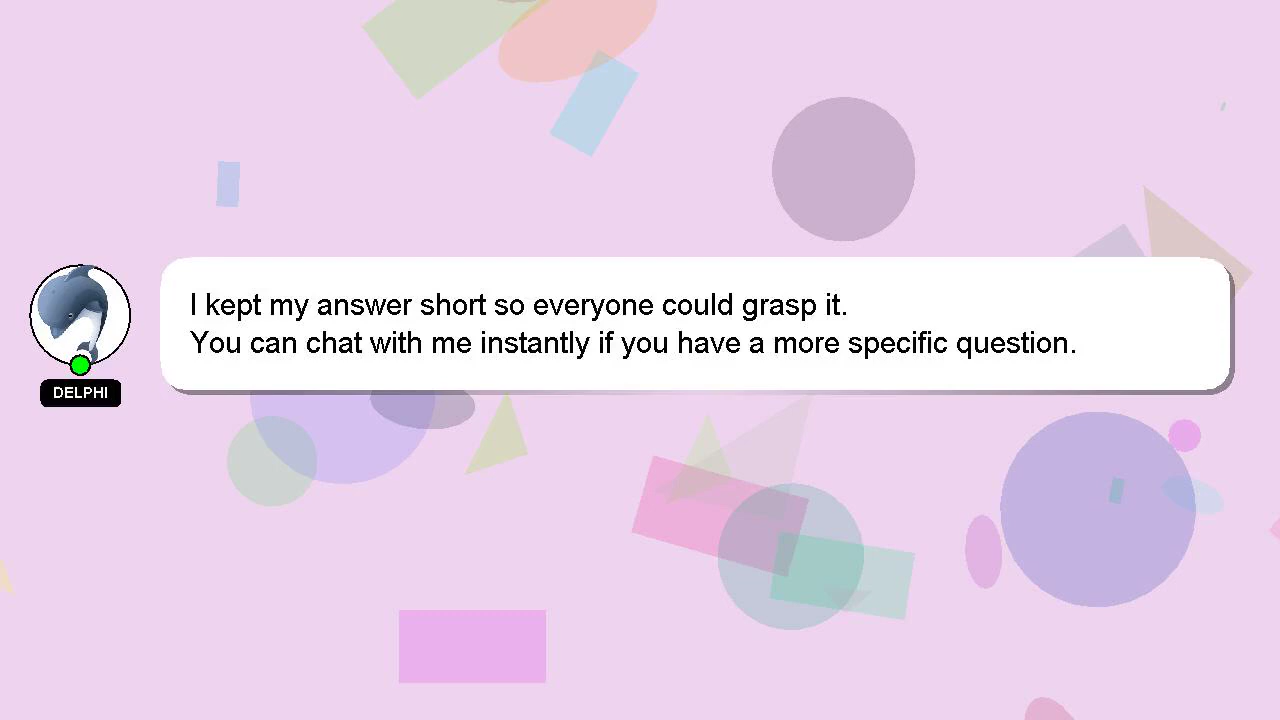 I kept my answer short so everyone could grasp it.
You can chat with me instantly if you have a more specific question.
DELPHI